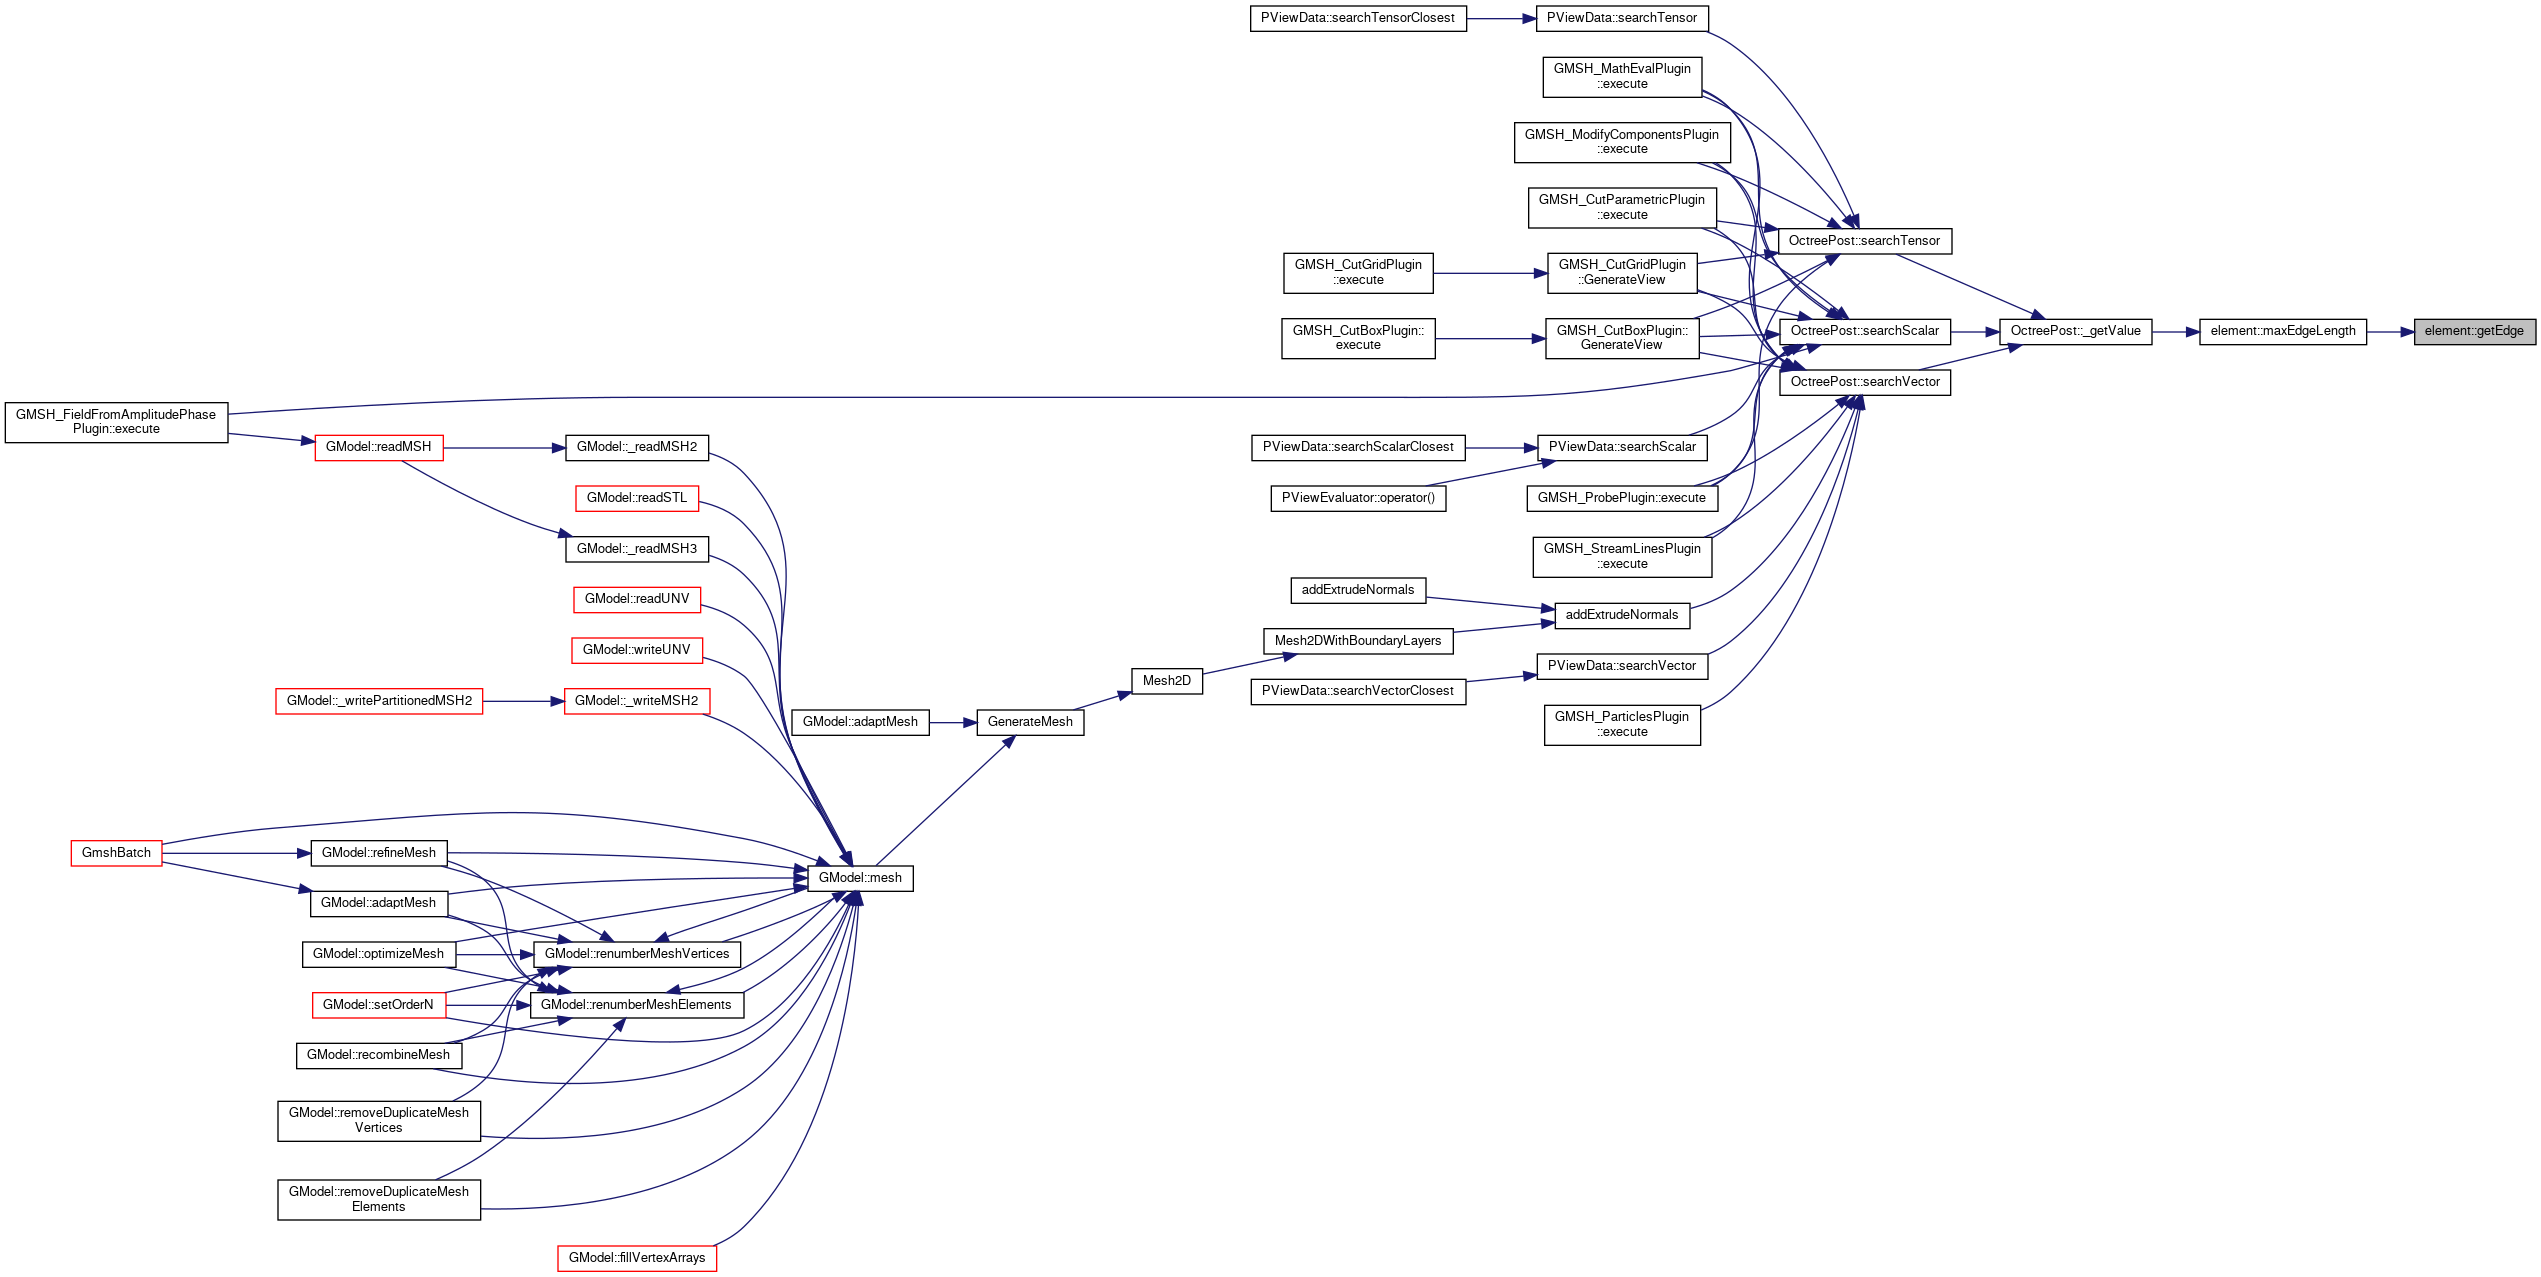 PViewData::searchTensorClosest
PViewData::searchTensor
GMSH_MathEvalPlugin
::execute
GMSH_ModifyComponentsPlugin
::execute
GMSH_CutParametricPlugin
::execute
OctreePost::searchTensor
GMSH_CutGridPlugin
::execute
GMSH_CutGridPlugin
::GenerateView
GMSH_CutBoxPlugin::
execute
GMSH_CutBoxPlugin::
GenerateView
OctreePost::searchScalar
OctreePost::_getValue
element::maxEdgeLength
element::getEdge
OctreePost::searchVector
GMSH_FieldFromAmplitudePhase
Plugin::execute
GModel::readMSH
GModel::_readMSH2
PViewData::searchScalarClosest
PViewData::searchScalar
GModel::readSTL
PViewEvaluator::operator()
GMSH_ProbePlugin::execute
GModel::_readMSH3
GMSH_StreamLinesPlugin
::execute
GModel::readUNV
addExtrudeNormals
addExtrudeNormals
GModel::writeUNV
Mesh2DWithBoundaryLayers
PViewData::searchVector
Mesh2D
PViewData::searchVectorClosest
GModel::_writePartitionedMSH2
GModel::_writeMSH2
GModel::adaptMesh
GenerateMesh
GMSH_ParticlesPlugin
::execute
GmshBatch
GModel::refineMesh
GModel::mesh
GModel::adaptMesh
GModel::optimizeMesh
GModel::renumberMeshVertices
GModel::setOrderN
GModel::renumberMeshElements
GModel::recombineMesh
GModel::removeDuplicateMesh
Vertices
GModel::removeDuplicateMesh
Elements
GModel::fillVertexArrays